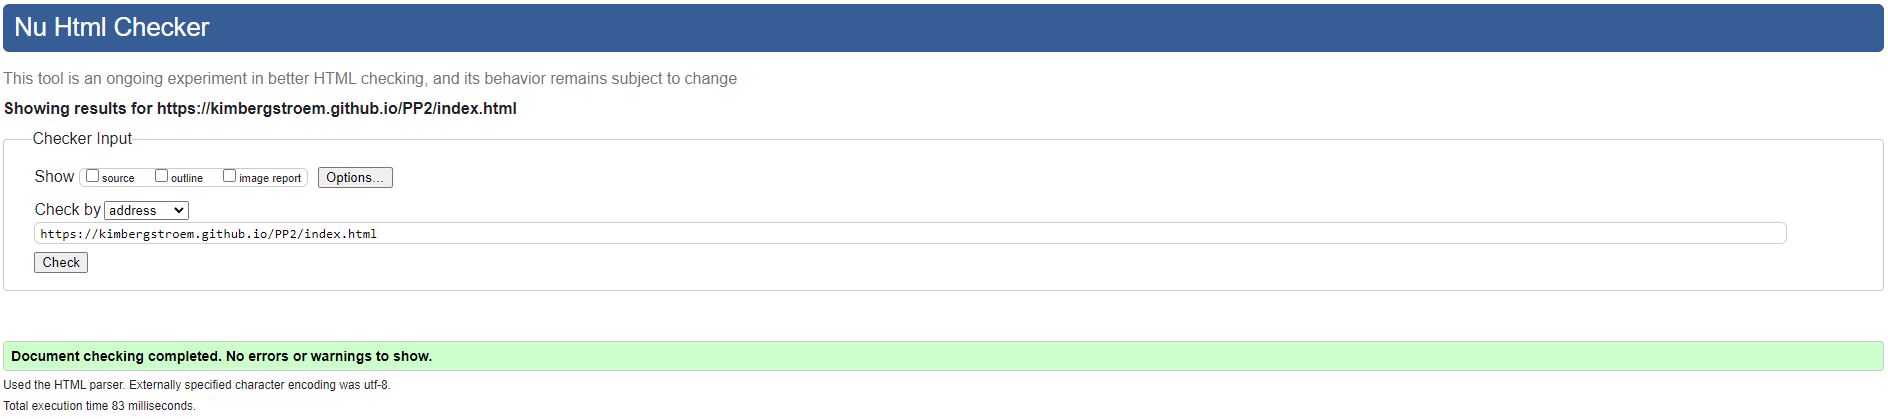 Nu Html Checker
This tool is an ongoing experiment in better HTML checking, and its behavior remains subject to change
Showing results for https://kimbergstroem.github.io/PP2/index.html
Checker Input
Show source outline image report Options...
Check by address
https://kimbergstroem.github.io/PP2/index.html
Check
Document checking completed. No errors or warnings to show.
Used the HTML parser. Externally specified character encoding was utf-8.
Total execution time 83 milliseconds.